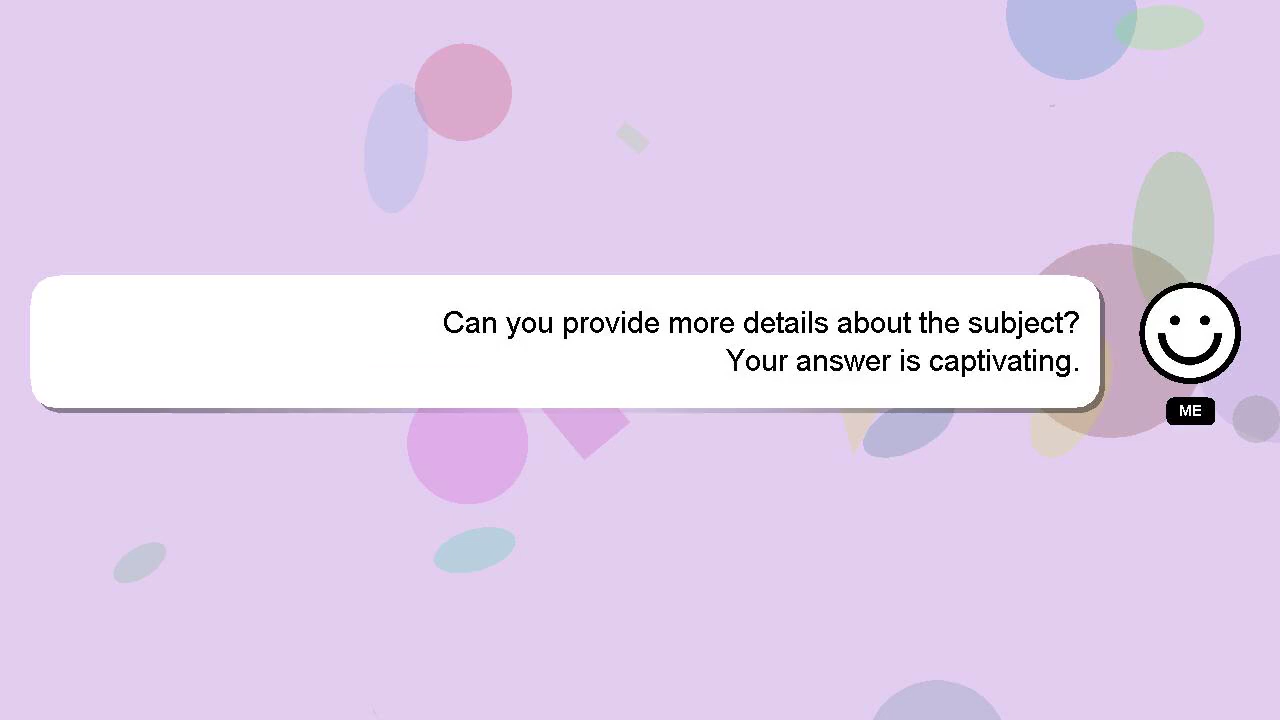 Can you provide more details about the subject?
Your answer is captivating.
ME